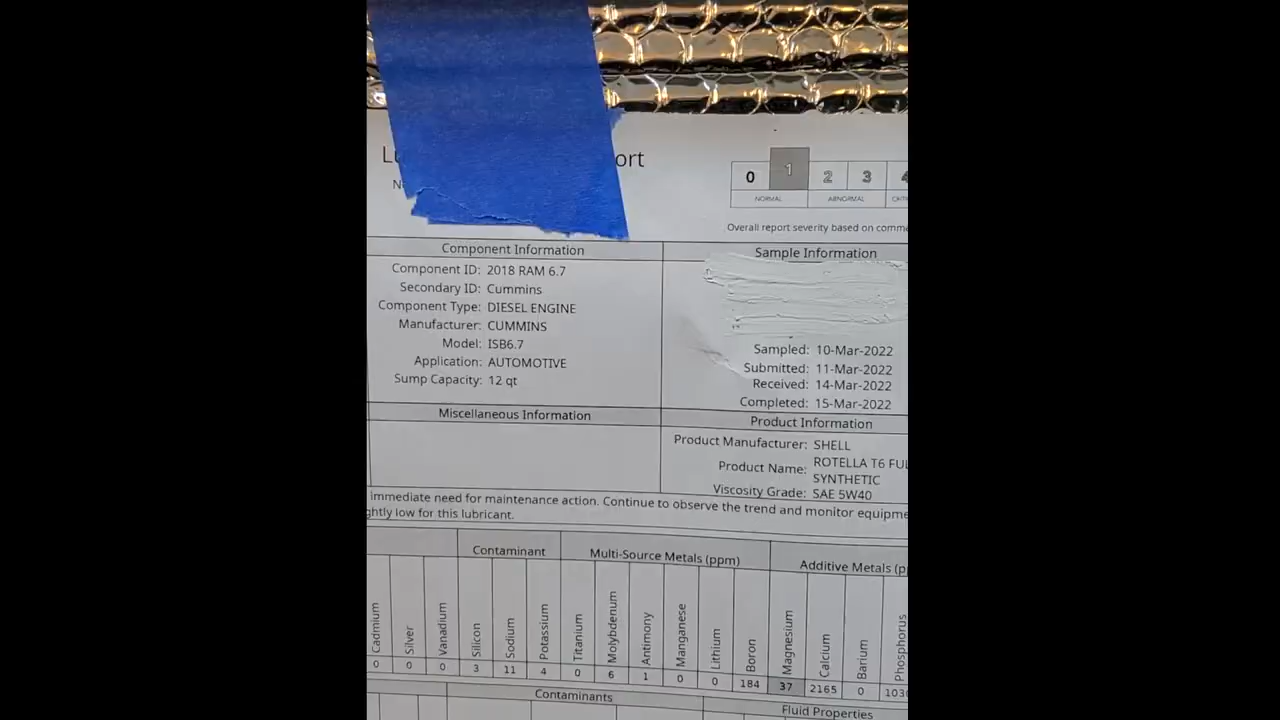 ort
0 1 2 3 4
NORMAL ABNORMAL
Overall report severity based on comme
Component Information
Component ID: 2018 RAM 6.7
Secondary ID: Cummins
Component Type: DIESEL ENGINE
Manufacturer: CUMMINS
Model: ISB6.7
Application: AUTOMOTIVE
Sump Capacity: 12 qt
Sample Information
Sampled: 10-Mar-2022
Submitted: 11-Mar-2022
Received: 14-Mar-2022
Completed: 15-Mar-2022
Miscellaneous Information
Product Information
Product Manufacturer: SHELL
Product Name: ROTELLA T6 FUL
SYNTHETIC
Viscosity Grade: SAE 5W40
immediate need for maintenance action. Continue to observe the trend and monitor equipme
ghtly low for this lubricant.
Contaminant Multi-Source Metals (ppm) Additive Metals (p
Cadmium Silver Vanadium Silicon Sodium Potassium Titanium Molybdenum Antimony Manganese Lithium Boron Magnesium Calcium Barium Phosphorus
0 0 0 3 11 4 0 6 1 0 0 184 37 2165 0 103
Contaminants Fluid Properties